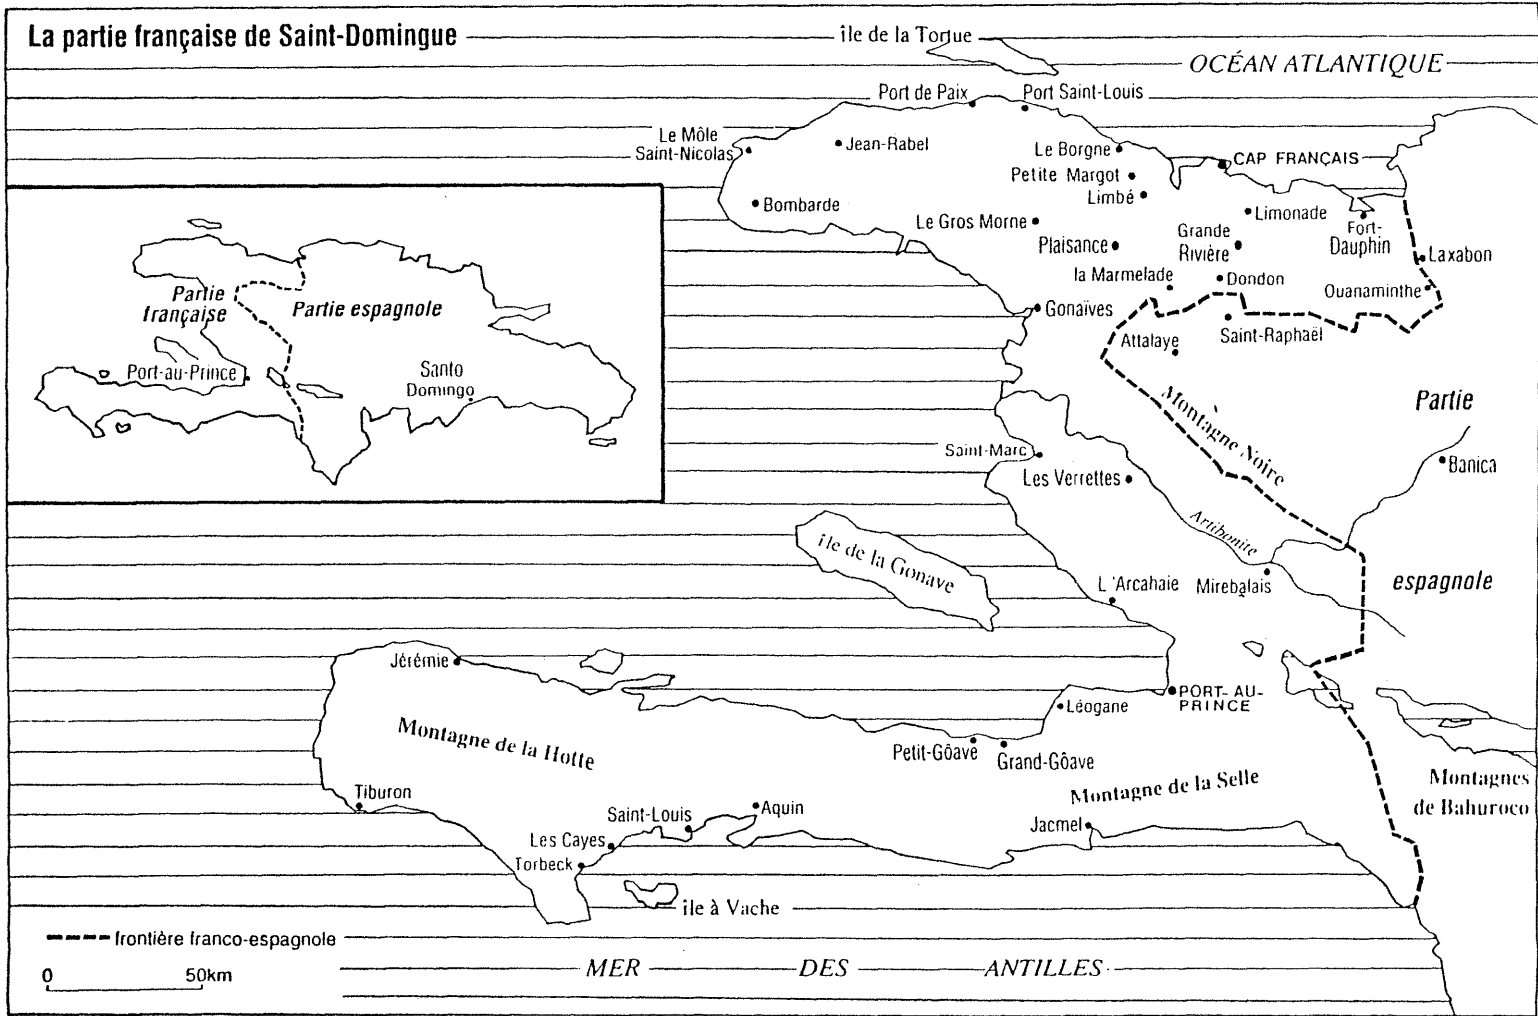 La partie française de Saint-Domingue
île de la Tortue
OCÉAN ATLANTIQUE
Port de Paix
Port Saint-Louis
Le Môle
Saint-Nicolas
Jean-Rabel
Le Borgne
CAP FRANÇAIS
Petite Margot
Limbé
Bombarde
Le Gros Morne
Limonade
Fort-
Dauphin
Plaisance
Grande
Rivière
Laxabon
la Marmelade
Dondon
Ouanaminthe
Gonaïves
Saint-Raphaël
Attalaye
Partie
française
Partie espagnole
Port-au-Prince
Santo
Domingo
Montagne Noire
Partie
espagnole
Saint-Marc
Les Verrettes
Banica
Artibonite
île de la Gonave
L'Arcahaie
Mirebalais
Jérémie
Léogane
PORT-AU-
PRINCE
Montagne de la Hotte
Petit-Gôave
Grand-Gôave
Montagne de la Selle
Montagnes
de Bahuroco
Tiburon
Saint-Louis
Aquin
Jacmel
Les Cayes
Torbeck
île à Vache
frontière franco-espagnole
0 50km
MER DES ANTILLES